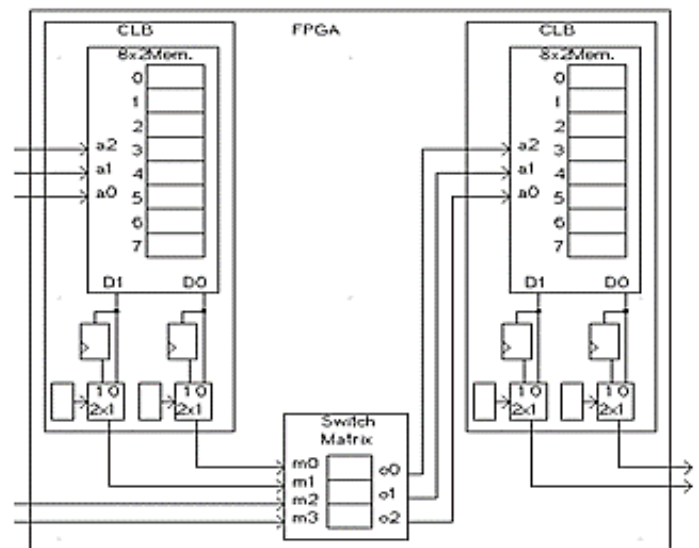 CLB FPGA CLB
8x2Mem. 8x2Mem.
0 0
1 1
2 2
a2 3 a2 3
a1 4 a1 4
a0 5 a0 5
6 6
7 7
D1 D0 D1 D0
1 0 1 0 1 0 1 0
2x1 2x1 2x1 2x1
Switch
Matrix
m0 o0
m1
m2 o1
m3 o2